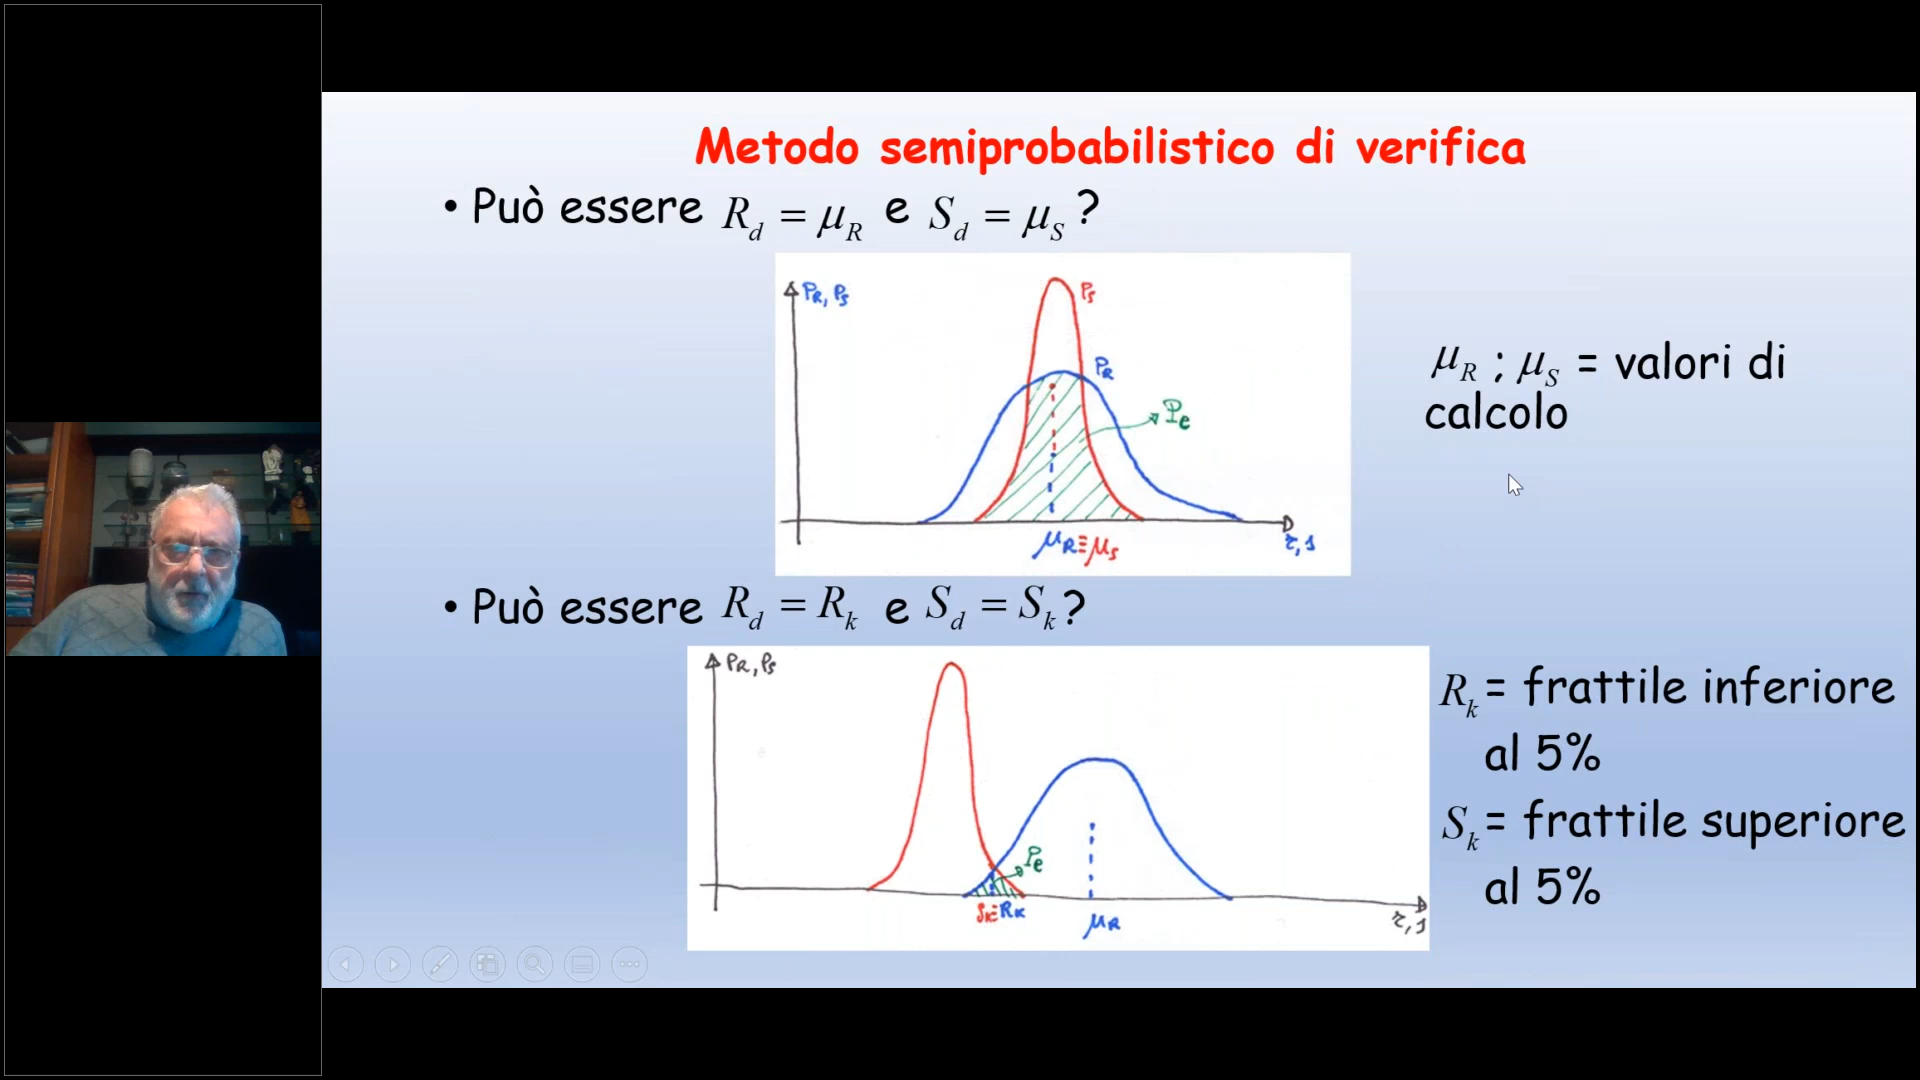 Metodo semiprobabilistico di verifica
• Può essere R_d = μ_R e S_d = μ_S ?
P_R, P_S
P_S
P_R
P_e
μ_R ≡ μ_S
r, s
μ_R ; μ_S = valori di
calcolo
• Può essere R_d = R_k e S_d = S_k ?
P_R, P_S
P_e
S_k ≡ R_k
μ_R
r, s
R_k = frattile inferiore
al 5%
S_k = frattile superiore
al 5%